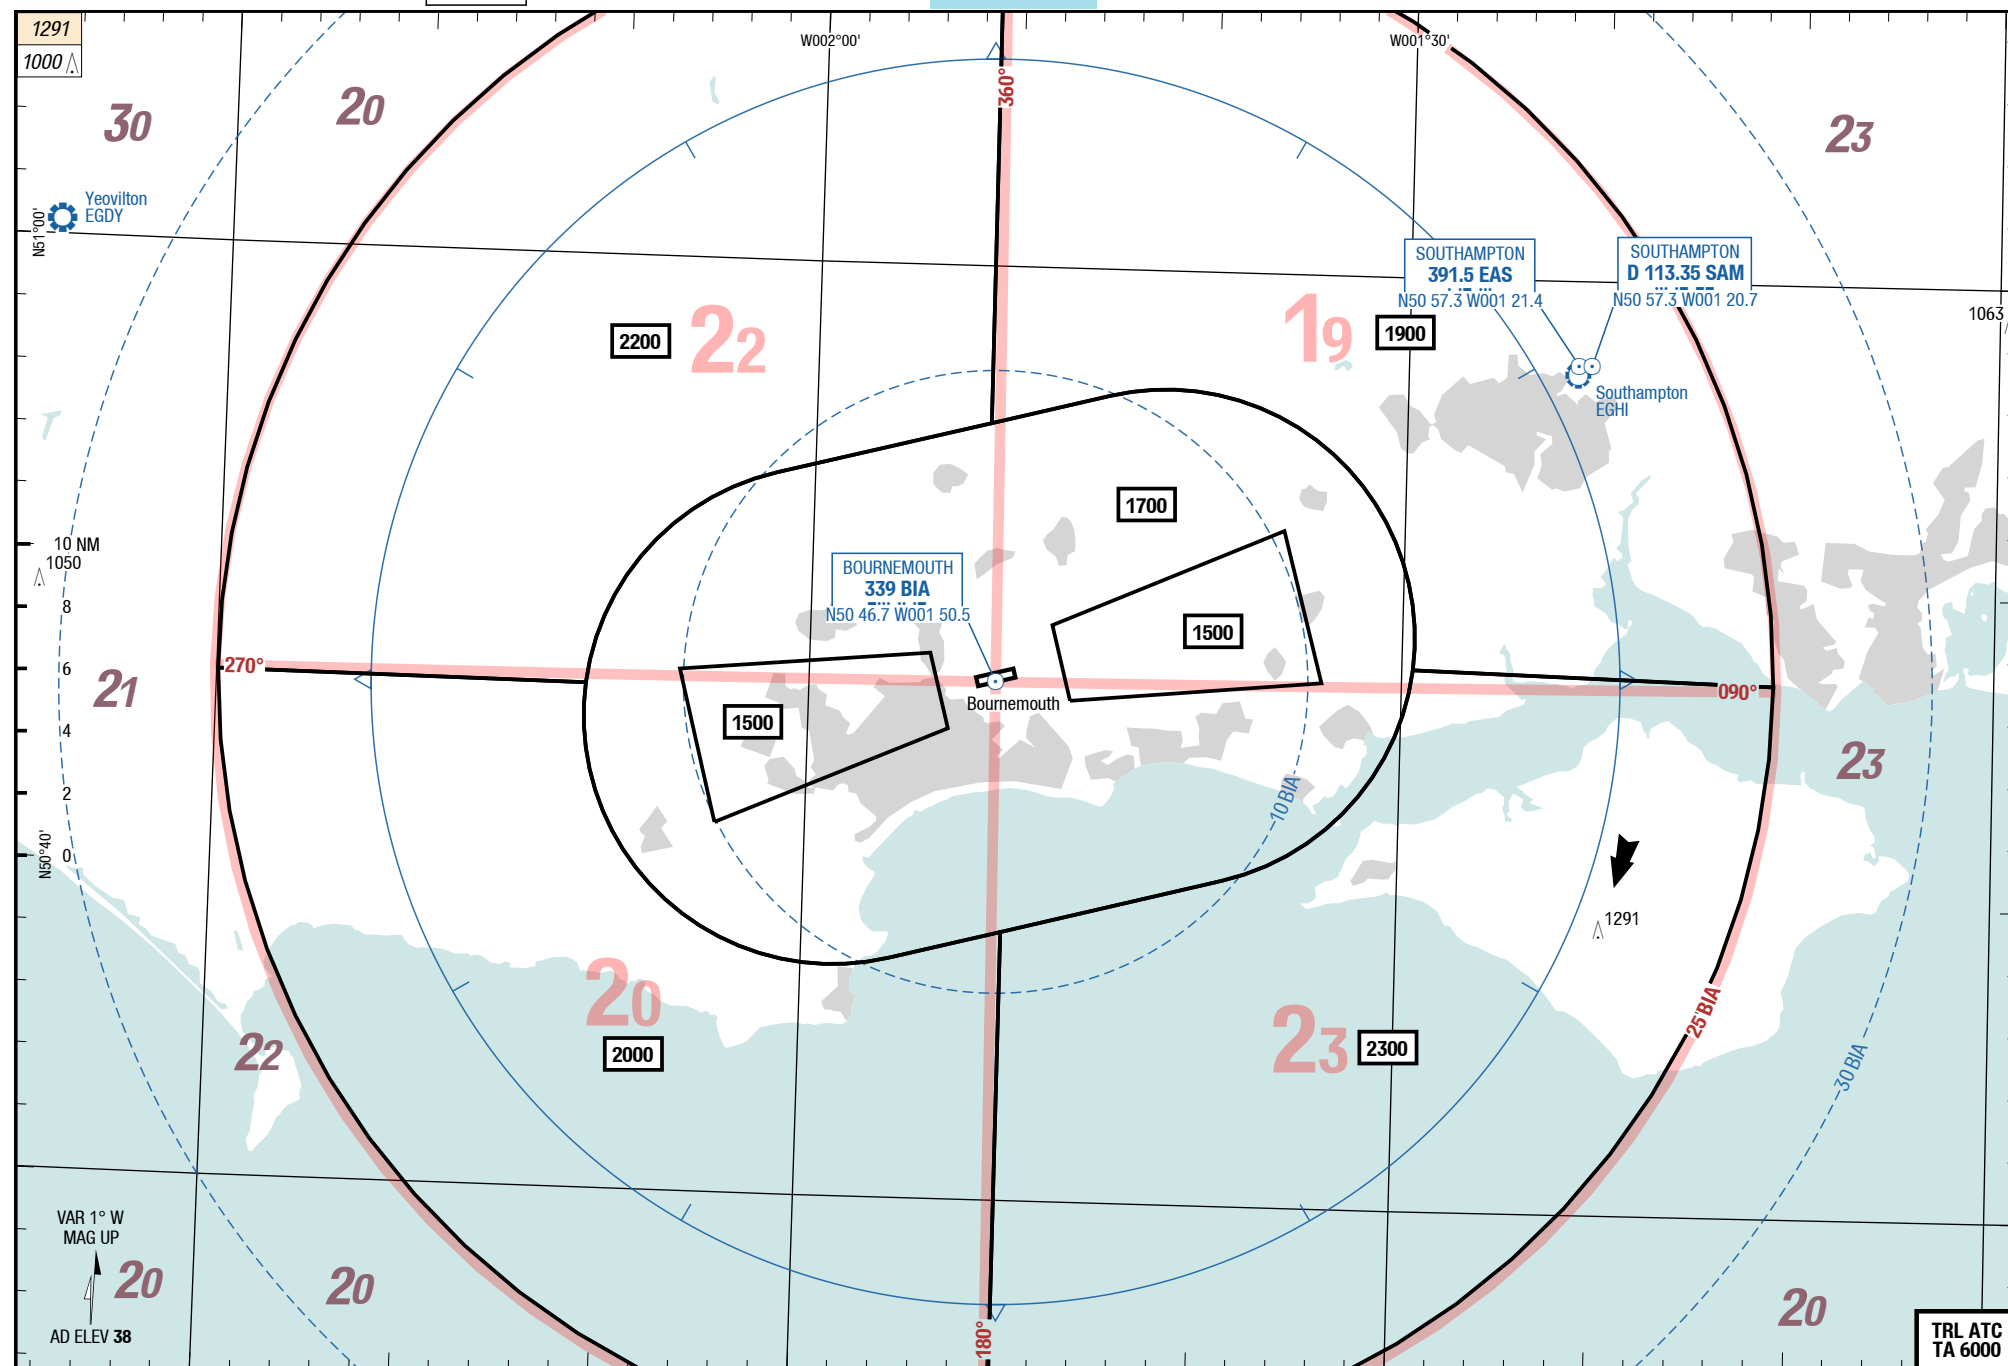 1291
1000
W002°00'
W001°30'
360°
30
20
23
Yeovilton
EGDY
N51°00'
SOUTHAMPTON
391.5 EAS
N50 57.3 W001 21.4
SOUTHAMPTON
D 113.35 SAM
N50 57.3 W001 20.7
1063
2200
22
19
1900
Southampton
EGHI
1700
10 NM
1050
8
6
4
2
0
N50°40'
BOURNEMOUTH
339 BIA
N50 46.7 W001 50.5
1500
270°
21
Bournemouth
090°
1500
23
10 BIA
1291
20
2000
23
2300
25 BIA
22
30 BIA
VAR 1° W
MAG UP
20
20
AD ELEV 38
180°
20
TRL ATC
TA 6000